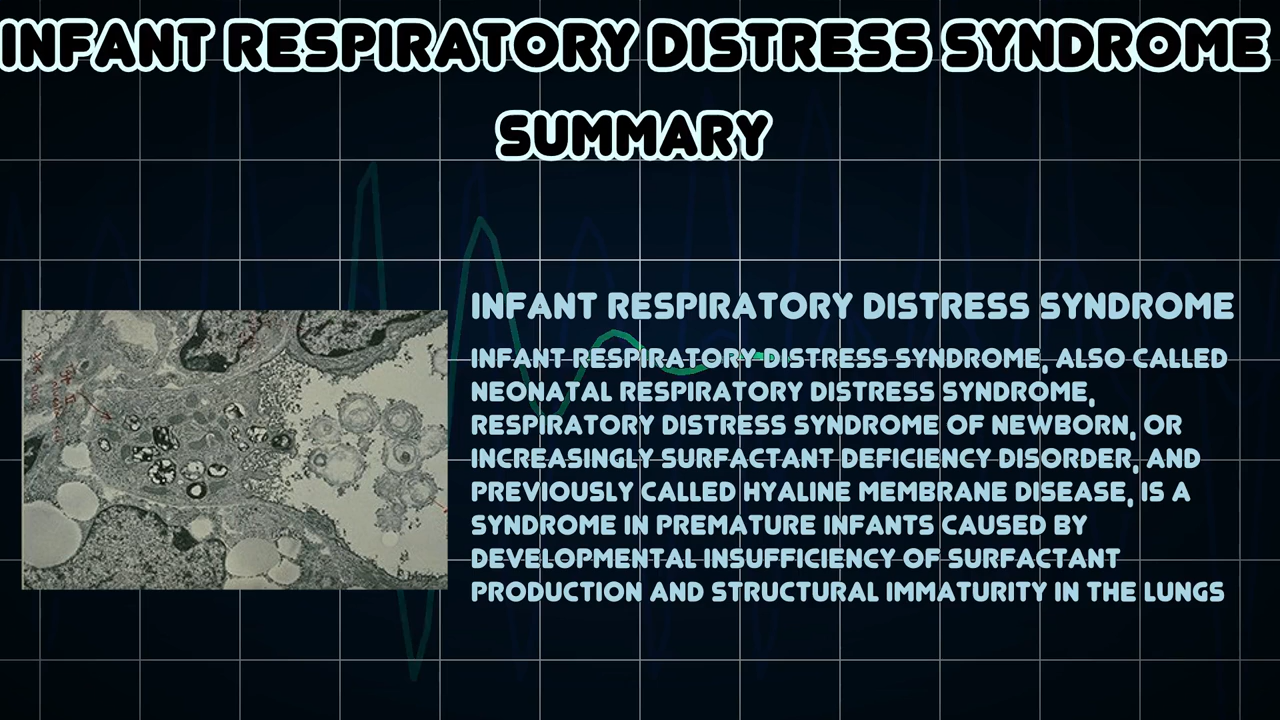 INFANT RESPIRATORY DISTRESS SYNDROME
SUMMARY
INFANT RESPIRATORY DISTRESS SYNDROME
INFANT RESPIRATORY DISTRESS SYNDROME, ALSO CALLED
NEONATAL RESPIRATORY DISTRESS SYNDROME,
RESPIRATORY DISTRESS SYNDROME OF NEWBORN, OR
INCREASINGLY SURFACTANT DEFICIENCY DISORDER, AND
PREVIOUSLY CALLED HYALINE MEMBRANE DISEASE, IS A
SYNDROME IN PREMATURE INFANTS CAUSED BY
DEVELOPMENTAL INSUFFICIENCY OF SURFACTANT
PRODUCTION AND STRUCTURAL IMMATURITY IN THE LUNGS